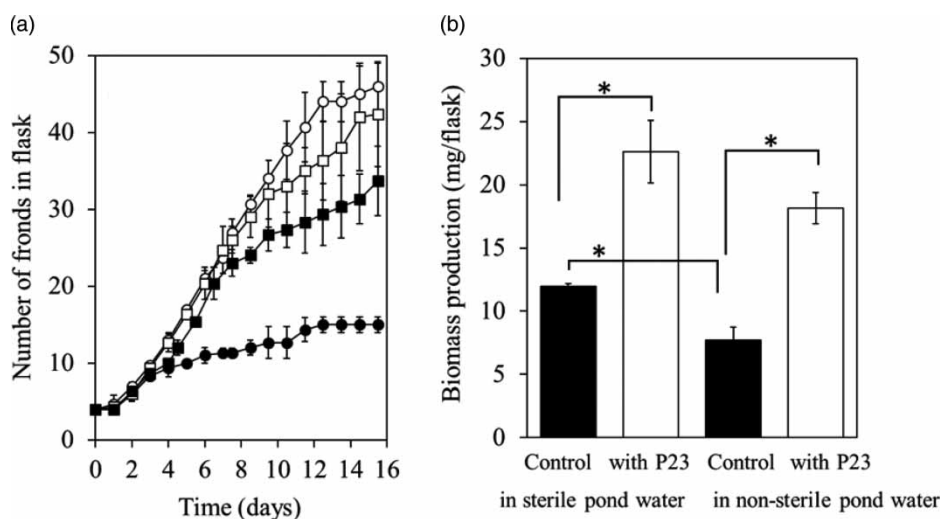 (a)
50
40
30
20
10
0
Number of fronds in flask
0 2 4 6 8 10 12 14 16
Time (days)
(b)
30
25
20
15
10
5
0
Biomass production (mg/flask)
*
*
*
Control with P23 Control with P23
in sterile pond water in non-sterile pond water